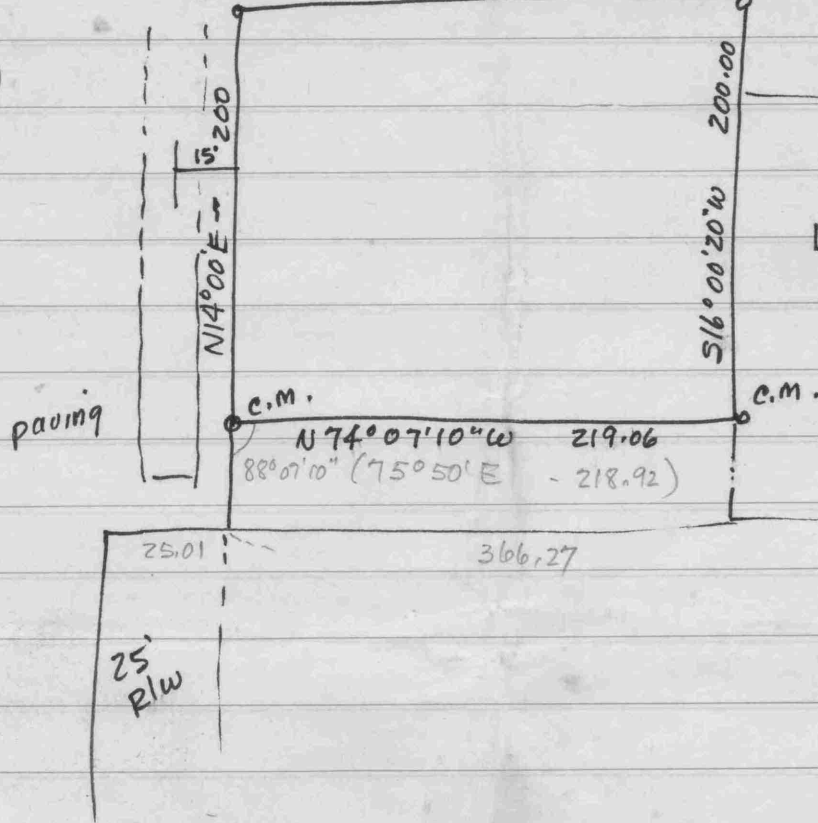 200
200.00
15'
N14°00'E
S16°00'20"W
C.M.
C.M.
paving
N 74°07'10"W 219.06
88°07'10" (75°50'E - 218.92)
25.01
366.27
25'
R/W